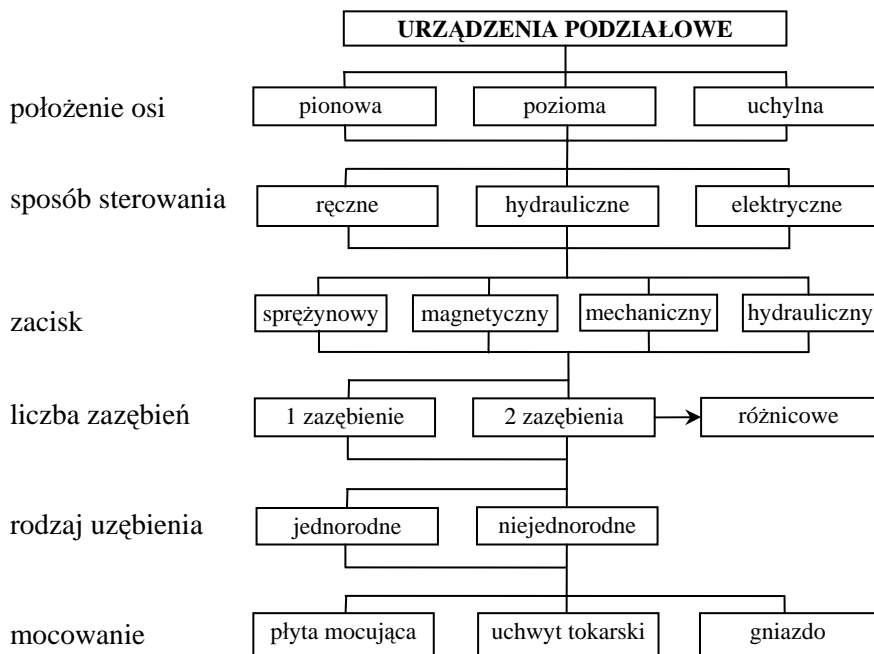 URZĄDZENIA PODZIAŁOWE
położenie osi
pionowa
pozioma
uchylna
sposób sterowania
ręczne
hydrauliczne
elektryczne
zacisk
sprężynowy
magnetyczny
mechaniczny
hydrauliczny
liczba zazębień
1 zazębienie
2 zazębienia
różnicowe
rodzaj uzębienia
jednorodne
niejednorodne
mocowanie
płyta mocująca
uchwyt tokarski
gniazdo